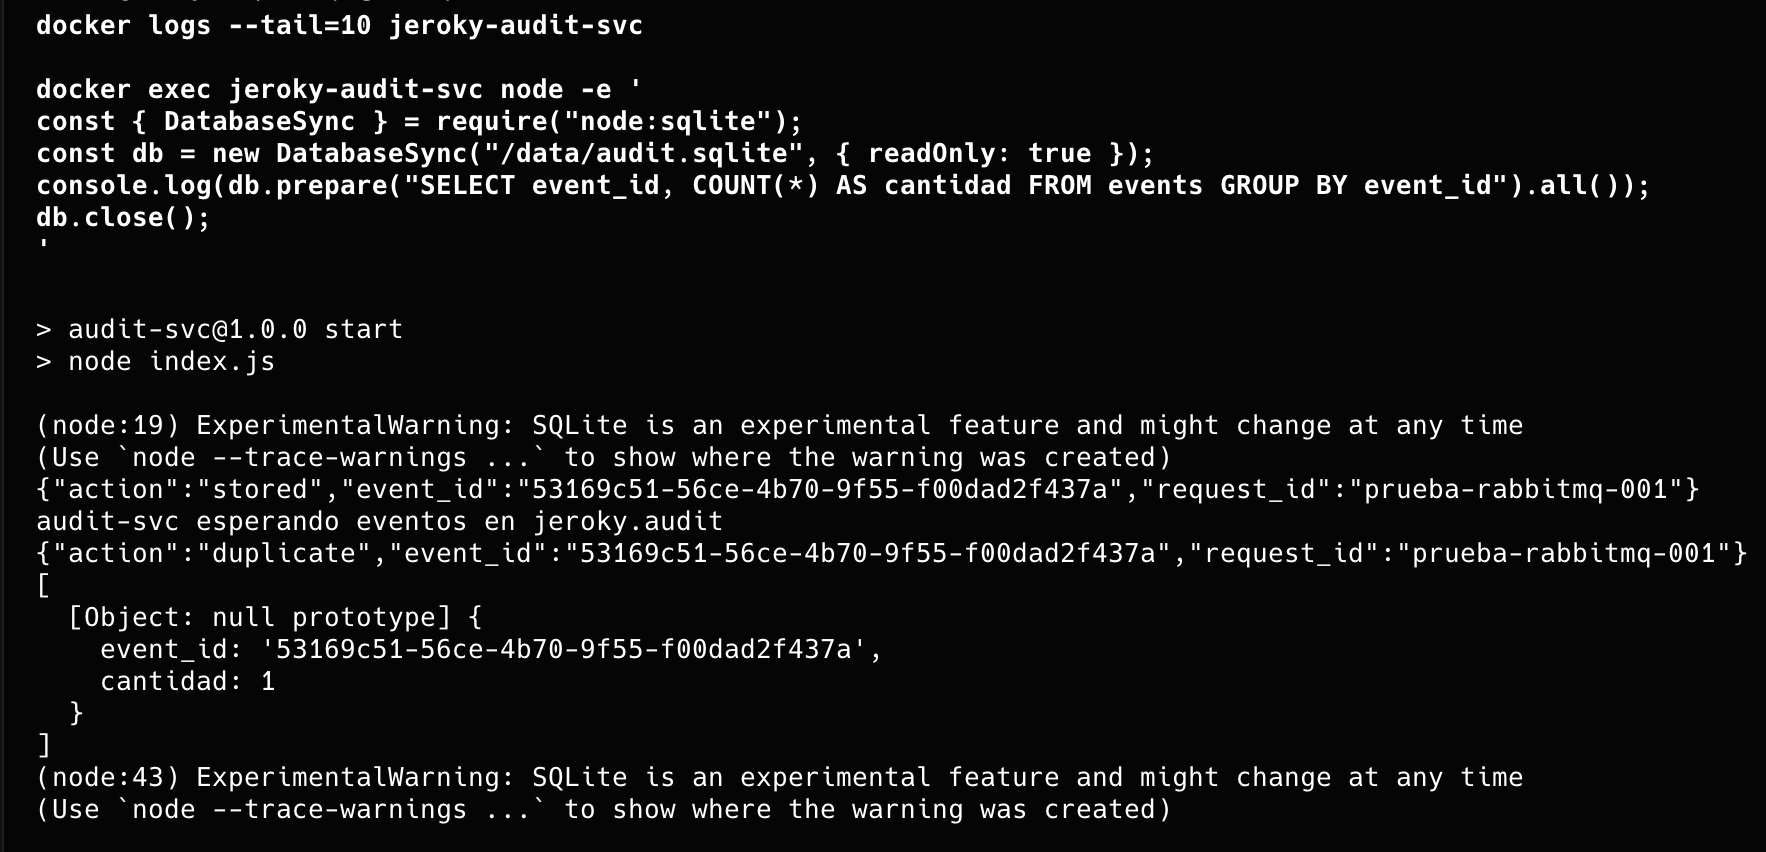 docker logs --tail=10 jeroky-audit-svc
docker exec jeroky-audit-svc node -e '
const { DatabaseSync } = require("node:sqlite");
const db = new DatabaseSync("/data/audit.sqlite", { readOnly: true });
console.log(db.prepare("SELECT event_id, COUNT(*) AS cantidad FROM events GROUP BY event_id").all());
db.close();
'
> audit-svc@1.0.0 start
> node index.js
(node:19) ExperimentalWarning: SQLite is an experimental feature and might change at any time
(Use `node --trace-warnings ...` to show where the warning was created)
{"action":"stored","event_id":"53169c51-56ce-4b70-9f55-f00dad2f437a","request_id":"prueba-rabbitmq-001"}
audit-svc esperando eventos en jeroky.audit
{"action":"duplicate","event_id":"53169c51-56ce-4b70-9f55-f00dad2f437a","request_id":"prueba-rabbitmq-001"}
[
  [Object: null prototype] {
    event_id: '53169c51-56ce-4b70-9f55-f00dad2f437a',
    cantidad: 1
  }
]
(node:43) ExperimentalWarning: SQLite is an experimental feature and might change at any time
(Use `node --trace-warnings ...` to show where the warning was created)